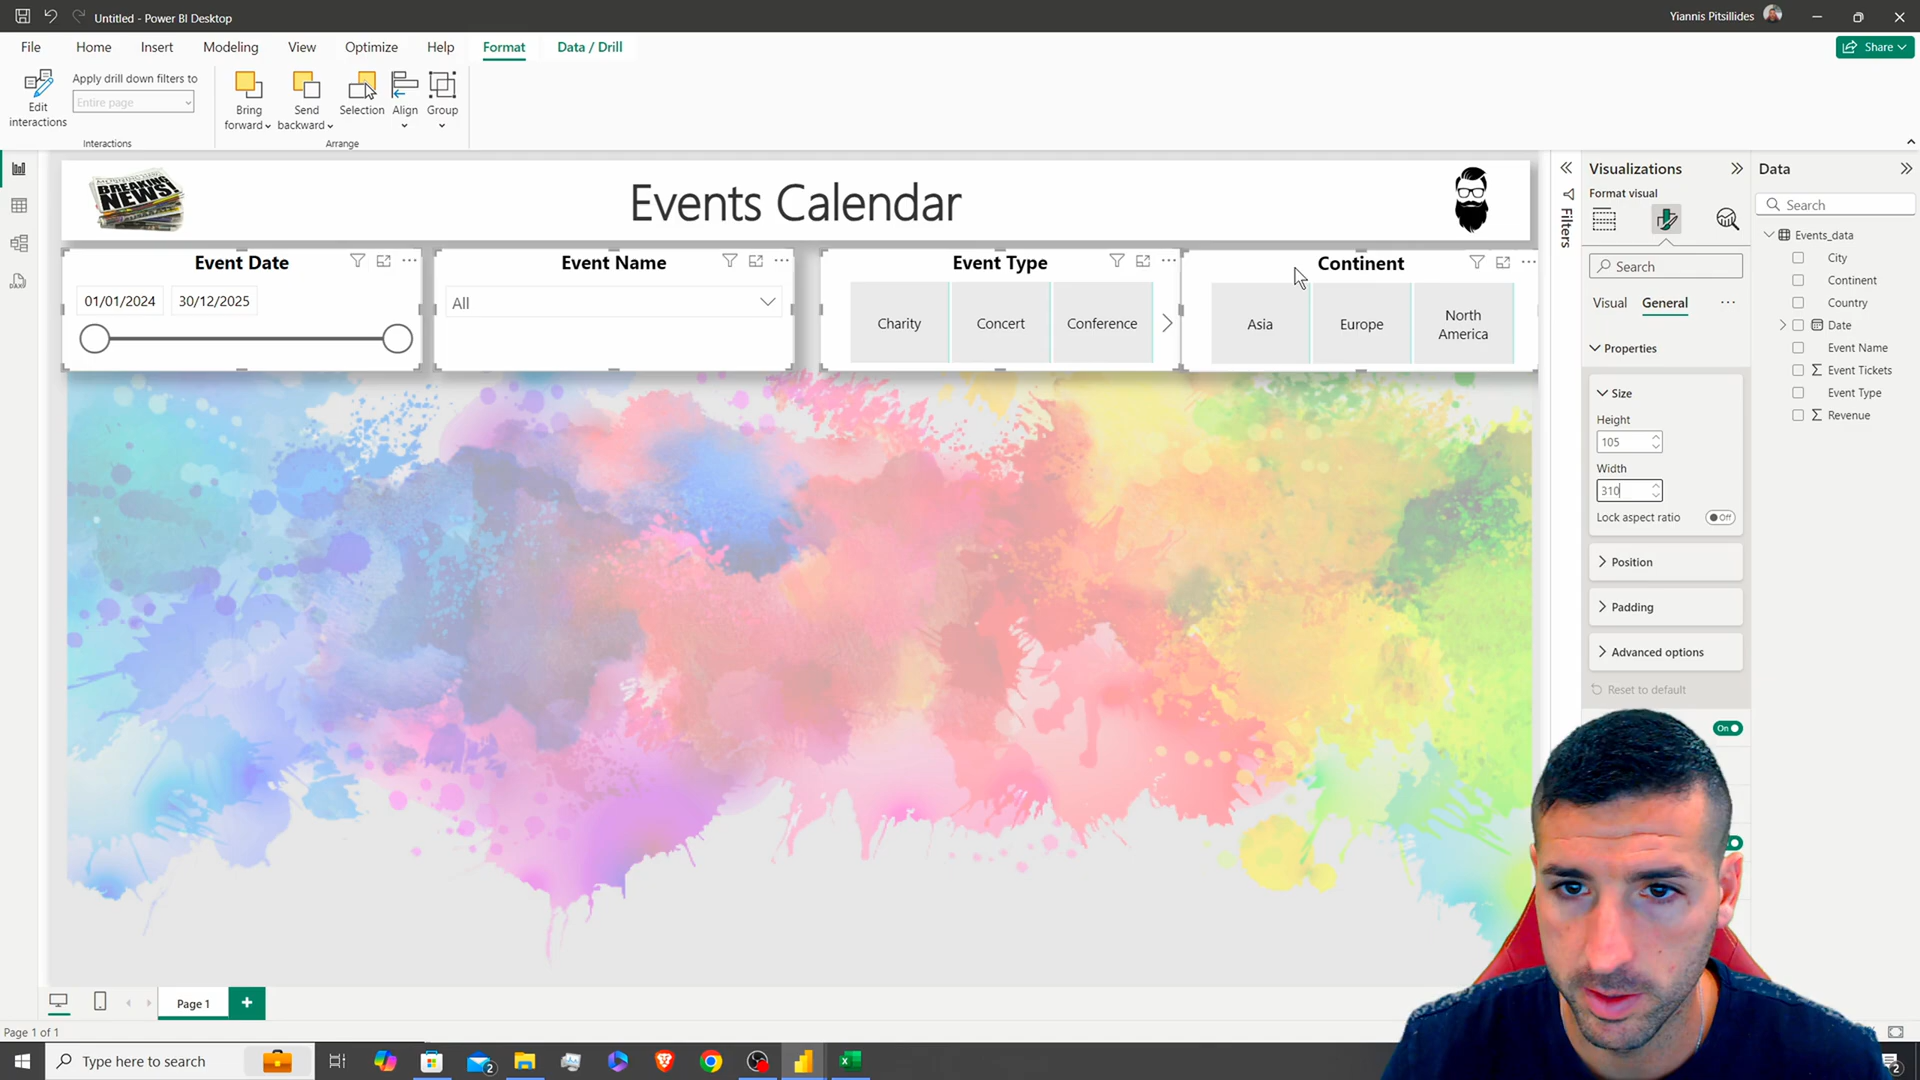 Untitled - Power BI Desktop
Yiannis Pitsillides
File
Home
Insert
Modeling
View
Optimize
Help
Format
Data / Drill
Share
Edit
interactions
Apply drill down filters to
Entire page
Interactions
Bring
forward
Send
backward
Selection
Align
Group
Arrange
BREAKING
NEWS!
Events Calendar
Event Date
01/01/2024
30/12/2025
Event Name
All
Event Type
Charity
Concert
Conference
Continent
Asia
Europe
North
America
Filters
Visualizations
Format visual
Search
Visual
General
Properties
Size
Height
105
Width
310
Lock aspect ratio
Off
Position
Padding
Advanced options
Reset to default
On
Data
Search
Events_data
City
Continent
Country
Date
Event Name
Event Tickets
Event Type
Revenue
Page 1
Page 1 of 1
Type here to search
2
2